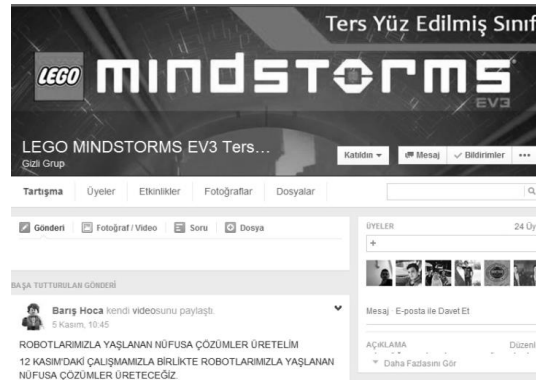 Ters Yüz Edilmiş Sınıf
LEGO mindstorms
EV3
LEGO MINDSTORMS EV3 Ters...
Gizli Grup
Katıldın Mesaj Bildirimler
Tartışma Üyeler Etkinlikler Fotoğraflar Dosyalar
Gönderi Fotoğraf / Video Soru Dosya
ÜYELER 24 Üy
+
Mesaj · E-posta ile Davet Et
AÇIKLAMA Düzenl
Daha Fazlasını Gör
BAŞA TUTTURULAN GÖNDERİ
Barış Hoca kendi videosunu paylaştı.
5 Kasım, 10:45
ROBOTLARIMIZLA YAŞLANAN NÜFUSA ÇÖZÜMLER ÜRETELİM
12 KASIM'DAKİ ÇALIŞMAMIZLA BİRLİKTE ROBOTLARIMIZLA YAŞLANAN
NÜFUSA ÇÖZÜMLER ÜRETECEĞİZ.